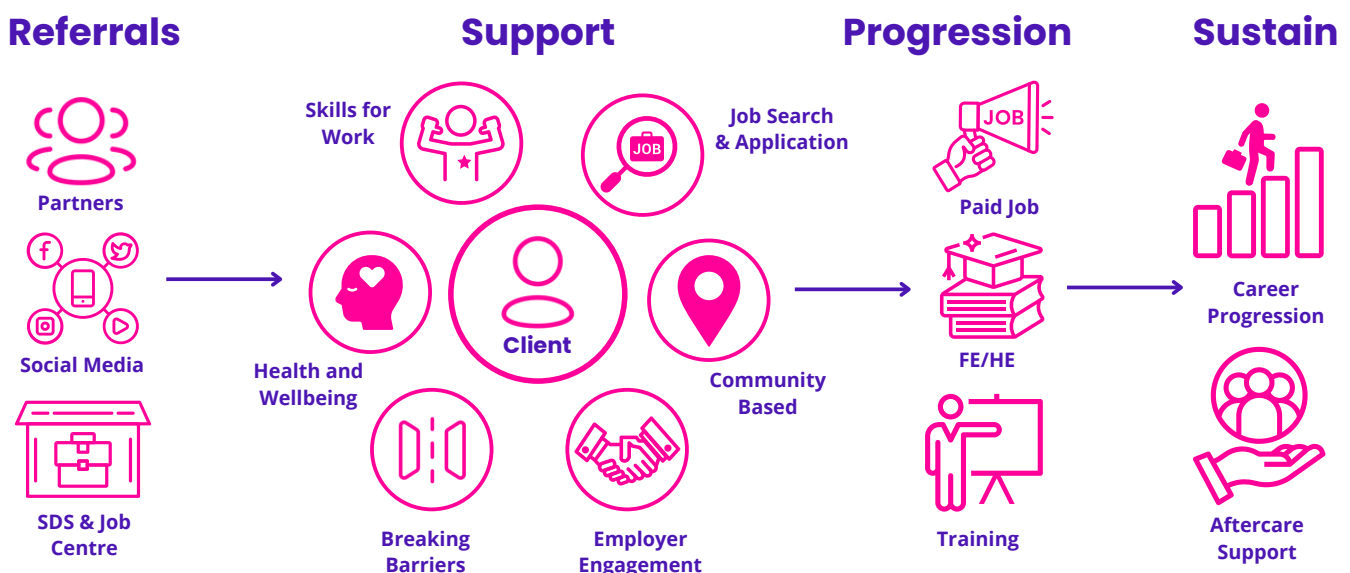 Referrals
Partners
Social Media
SDS & Job
Centre
Support
Skills for
Work
JOB
Job Search
& Application
Client
Health and
Wellbeing
Community
Based
Breaking
Barriers
Employer
Engagement
Progression
JOB
Paid Job
FE/HE
Training
Sustain
Career
Progression
Aftercare
Support